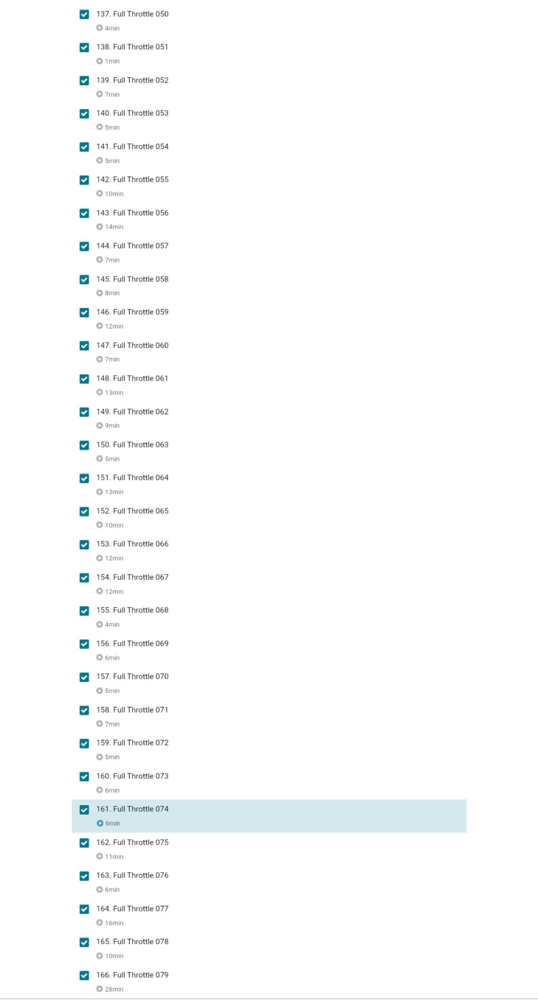 137. Full Throttle 050
4min
138. Full Throttle 051
1min
139. Full Throttle 052
7min
140. Full Throttle 053
5min
141. Full Throttle 054
5min
142. Full Throttle 055
10min
143. Full Throttle 056
14min
144. Full Throttle 057
7min
145. Full Throttle 058
8min
146. Full Throttle 059
12min
147. Full Throttle 060
7min
148. Full Throttle 061
13min
149. Full Throttle 062
9min
150. Full Throttle 063
5min
151. Full Throttle 064
13min
152. Full Throttle 065
10min
153. Full Throttle 066
12min
154. Full Throttle 067
12min
155. Full Throttle 068
4min
156. Full Throttle 069
6min
157. Full Throttle 070
5min
158. Full Throttle 071
7min
159. Full Throttle 072
5min
160. Full Throttle 073
6min
161. Full Throttle 074
6min
162. Full Throttle 075
11min
163. Full Throttle 076
6min
164. Full Throttle 077
16min
165. Full Throttle 078
10min
166. Full Throttle 079
28min